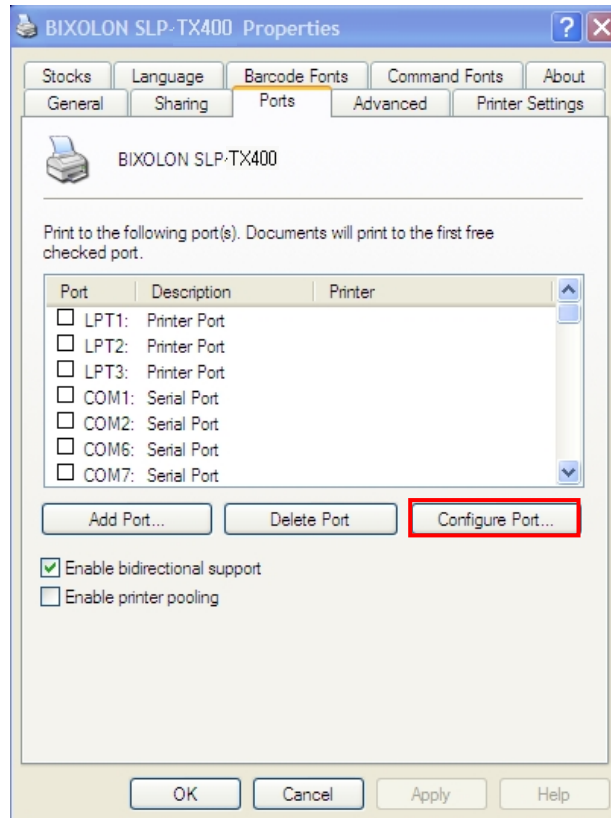 BIXOLON SLP-TX400 Properties
Stocks Language Barcode Fonts Command Fonts About
General Sharing Ports Advanced Printer Settings
BIXOLON SLP-TX400
Print to the following port(s). Documents will print to the first free
checked port.
Port Description Printer
LPT1: Printer Port
LPT2: Printer Port
LPT3: Printer Port
COM1: Serial Port
COM2: Serial Port
COM6: Serial Port
COM7: Serial Port
Add Port... Delete Port Configure Port...
Enable bidirectional support
Enable printer pooling
OK Cancel Apply Help